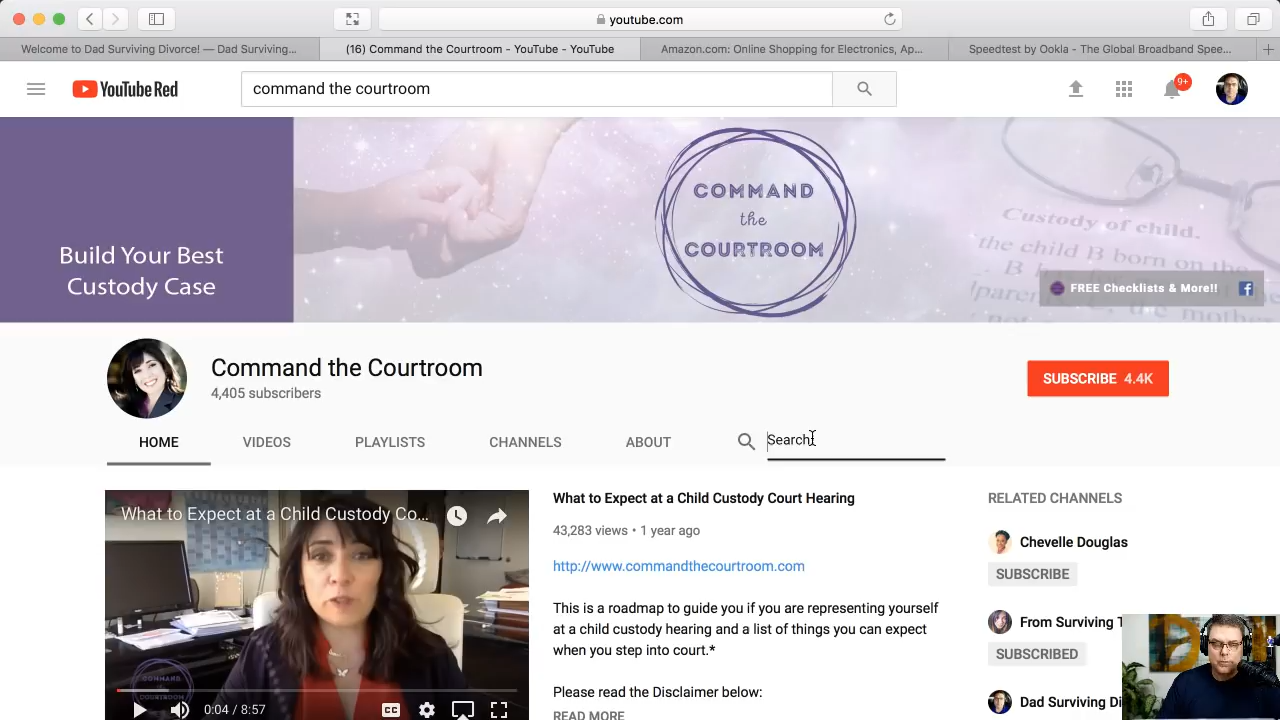 youtube.com
Welcome to Dad Surviving Divorce! — Dad Surviving...
(16) Command the Courtroom - YouTube - YouTube
Amazon.com: Online Shopping for Electronics, Ap...
Speedtest by Ookla - The Global Broadband Spee...
YouTube Red
command the courtroom
9+
Build Your Best
Custody Case
COMMAND
the
COURTROOM
Custody of child.
the child B born on the
FREE Checklists & More!!
Command the Courtroom
4,405 subscribers
SUBSCRIBE 4.4K
HOME
VIDEOS
PLAYLISTS
CHANNELS
ABOUT
Search
What to Expect at a Child Custody Co...
0:04 / 8:57
CC
COMMAND
the
COURTROOM
What to Expect at a Child Custody Court Hearing
43,283 views • 1 year ago
http://www.commandthecourtroom.com
This is a roadmap to guide you if you are representing yourself
at a child custody hearing and a list of things you can expect
when you step into court.*
Please read the Disclaimer below:
READ MORE
RELATED CHANNELS
Chevelle Douglas
SUBSCRIBE
From Surviving T
SUBSCRIBED
Dad Surviving Di